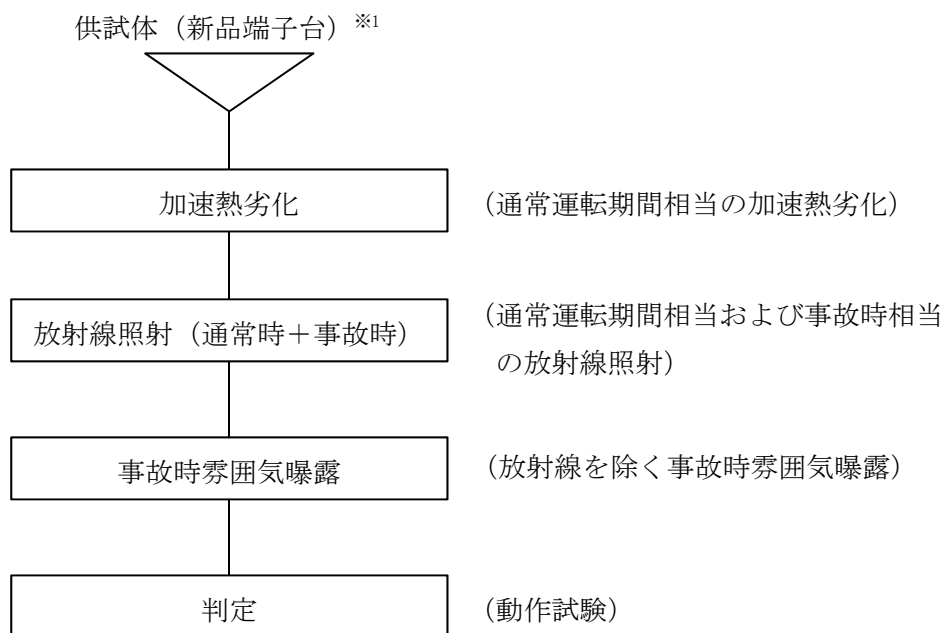 供試体（新品端子台）※1
加速熱劣化
（通常運転期間相当の加速熱劣化）
放射線照射（通常時＋事故時）
（通常運転期間相当および事故時相当
の放射線照射）
事故時雰囲気曝露
（放射線を除く事故時雰囲気曝露）
判定
（動作試験）